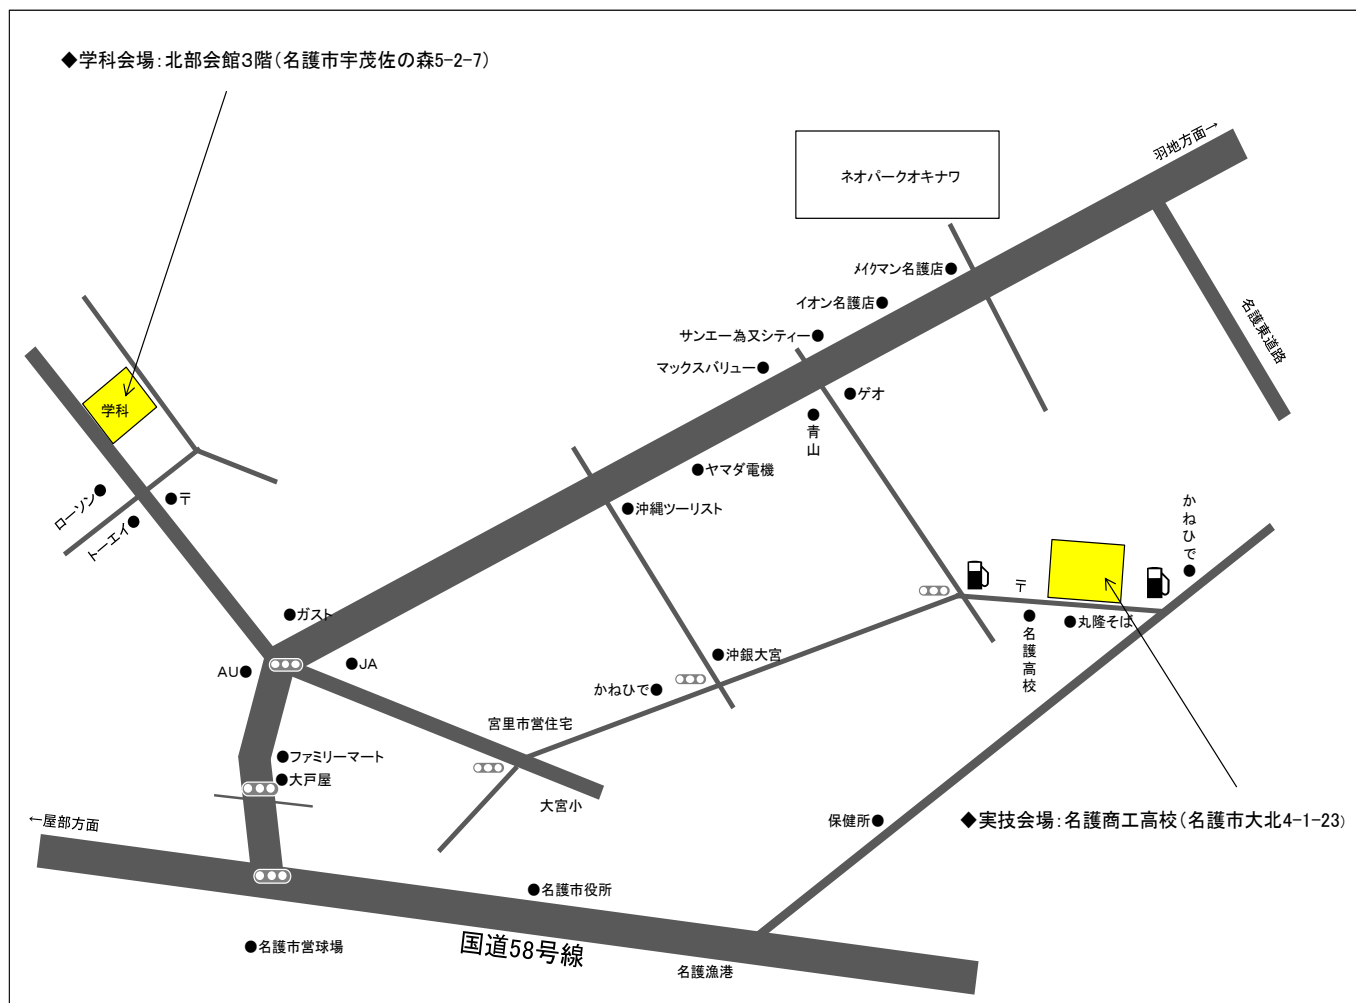 ◆学科会場:北部会館3階(名護市宇茂佐の森5-2-7)
羽地方面→
ネオパークオキナワ
メイクマン名護店●
イオン名護店●
名護東道路
サンエー為又シティー●
マックスバリュー●
●ゲオ
●青山
学科
●ヤマダ電機
ローソン●
●〒
●沖縄ツーリスト
かねひで●
トーエイ●
〒
●ガスト
●名護高校
●丸隆そば
●沖銀大宮
AU●
●JA
かねひで●
宮里市営住宅
●ファミリーマート
●大戸屋
大宮小
←屋部方面
保健所●
◆実技会場:名護商工高校(名護市大北4-1-23)
●名護市役所
●名護市営球場
国道58号線
名護漁港